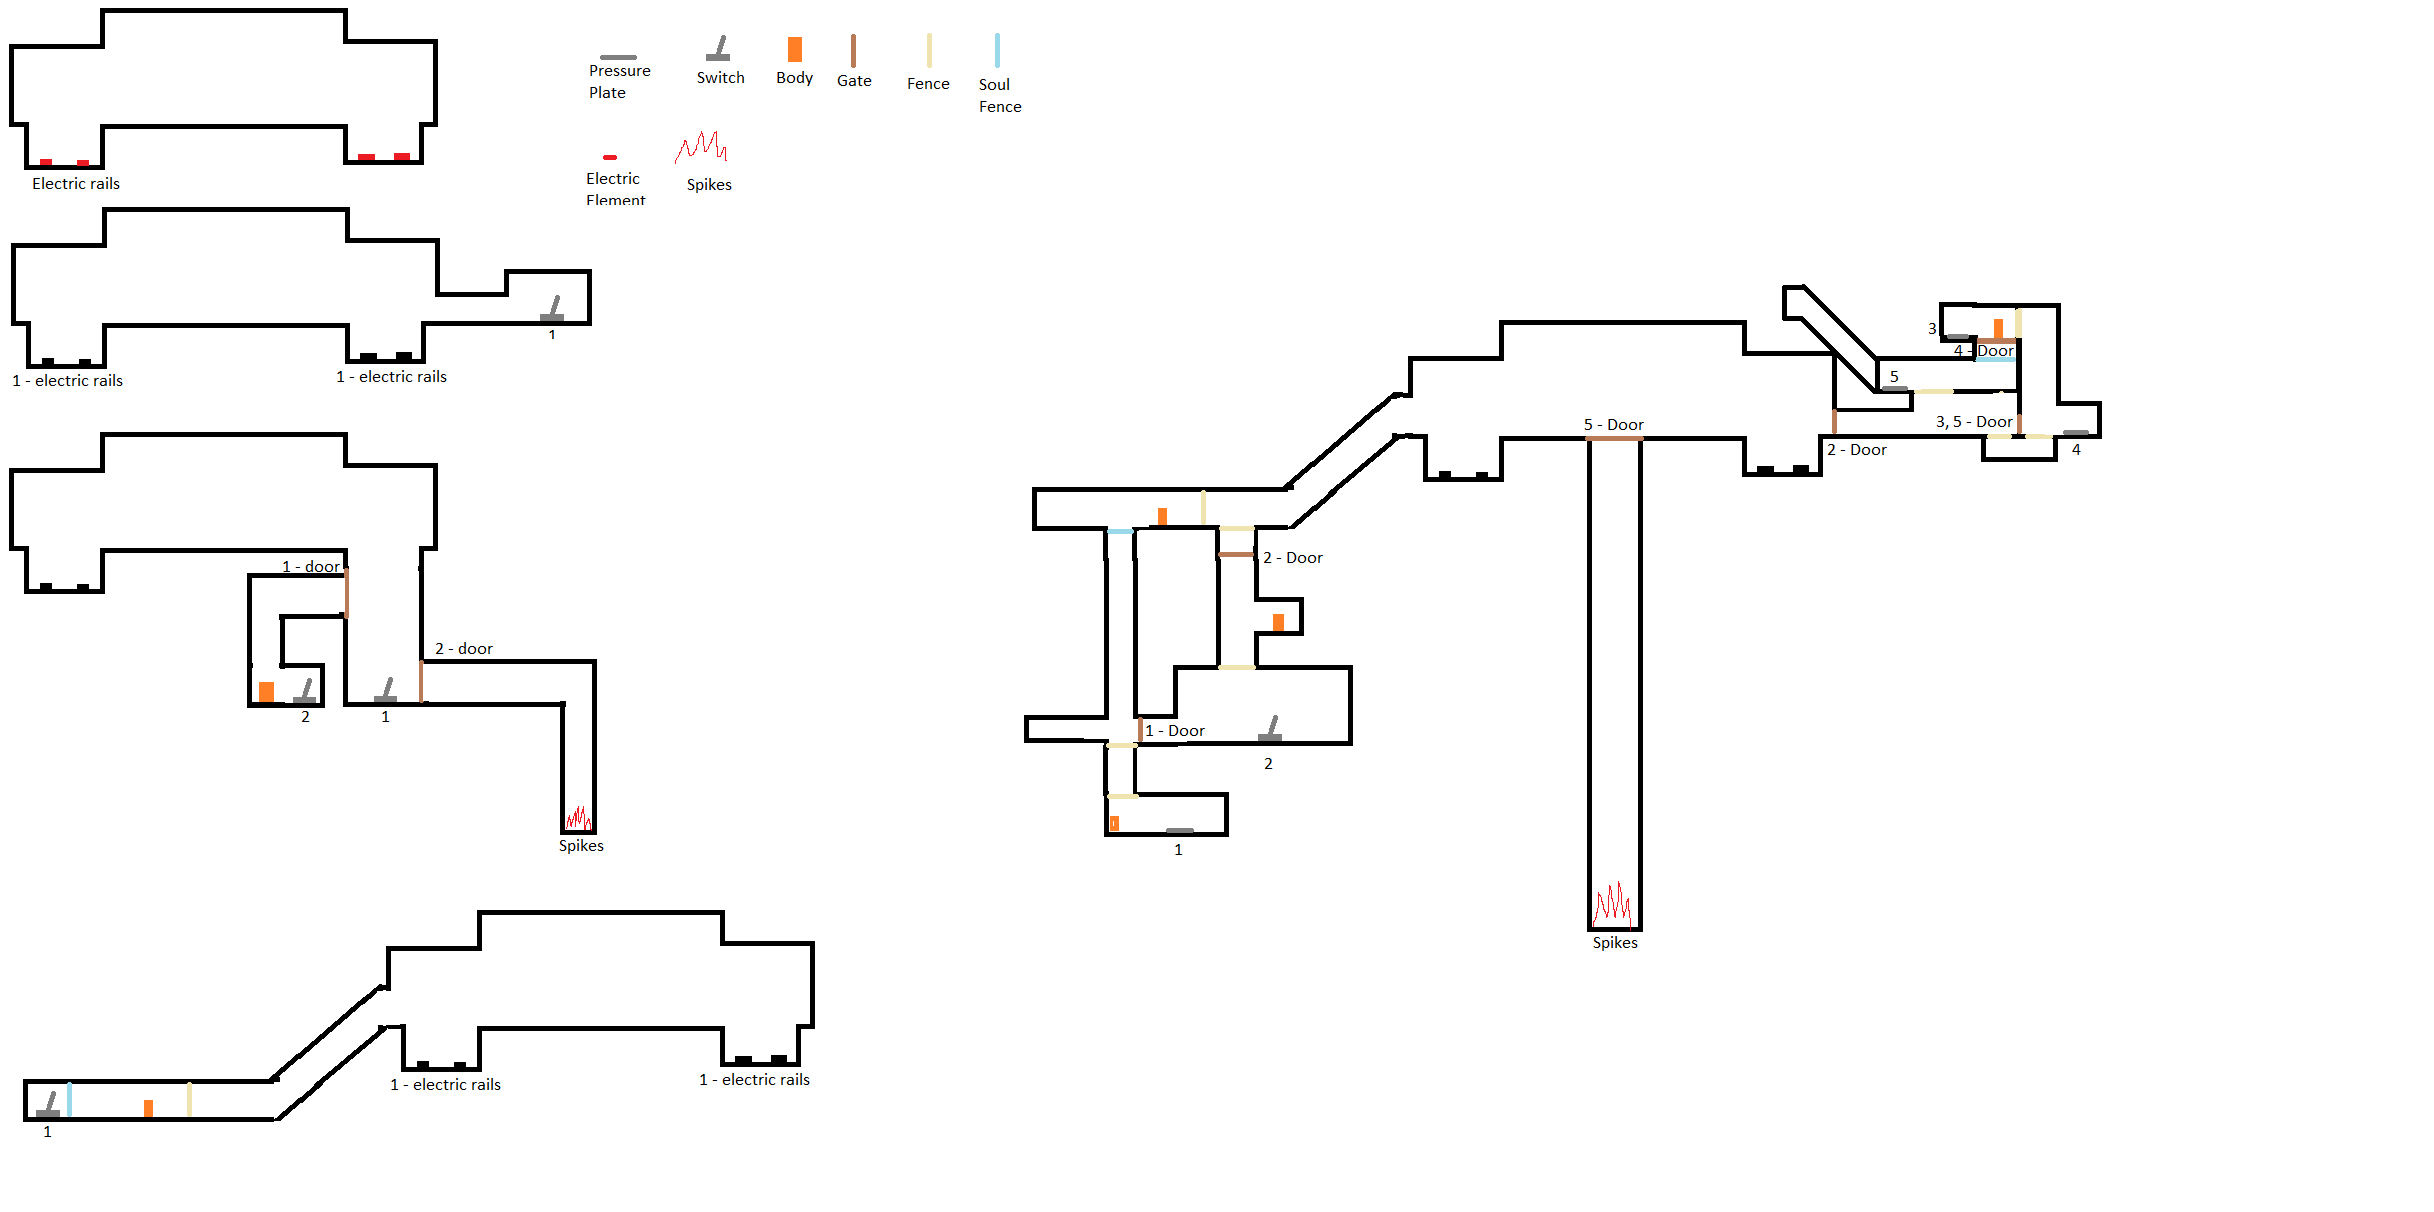 Pressure
Plate
Switch
Body
Gate
Fence
Soul
Fence
Electric
Element
Spikes
Electric rails
1
1 - electric rails
1 - electric rails
1 - door
2 - door
2
1
Spikes
1 - electric rails
1 - electric rails
1
3
4 - Door
5
3, 5 - Door
2 - Door
4
5 - Door
2 - Door
1 - Door
2
1
Spikes